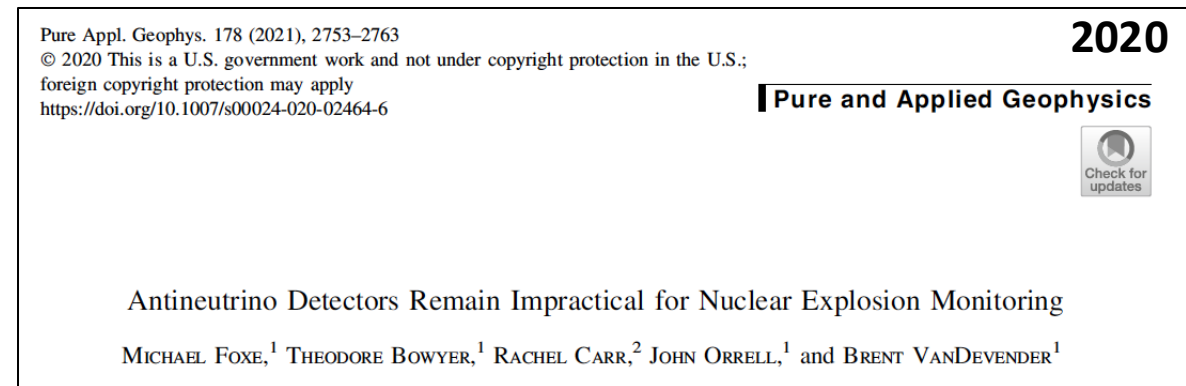 Pure Appl. Geophys. 178 (2021), 2753–2763
© 2020 This is a U.S. government work and not under copyright protection in the U.S.;
foreign copyright protection may apply
https://doi.org/10.1007/s00024-020-02464-6
2020
Pure and Applied Geophysics
Check for
updates
Antineutrino Detectors Remain Impractical for Nuclear Explosion Monitoring
MICHAEL FOXE,1 THEODORE BOWYER,1 RACHEL CARR,2 JOHN ORRELL,1 and BRENT VANDEVENDER1